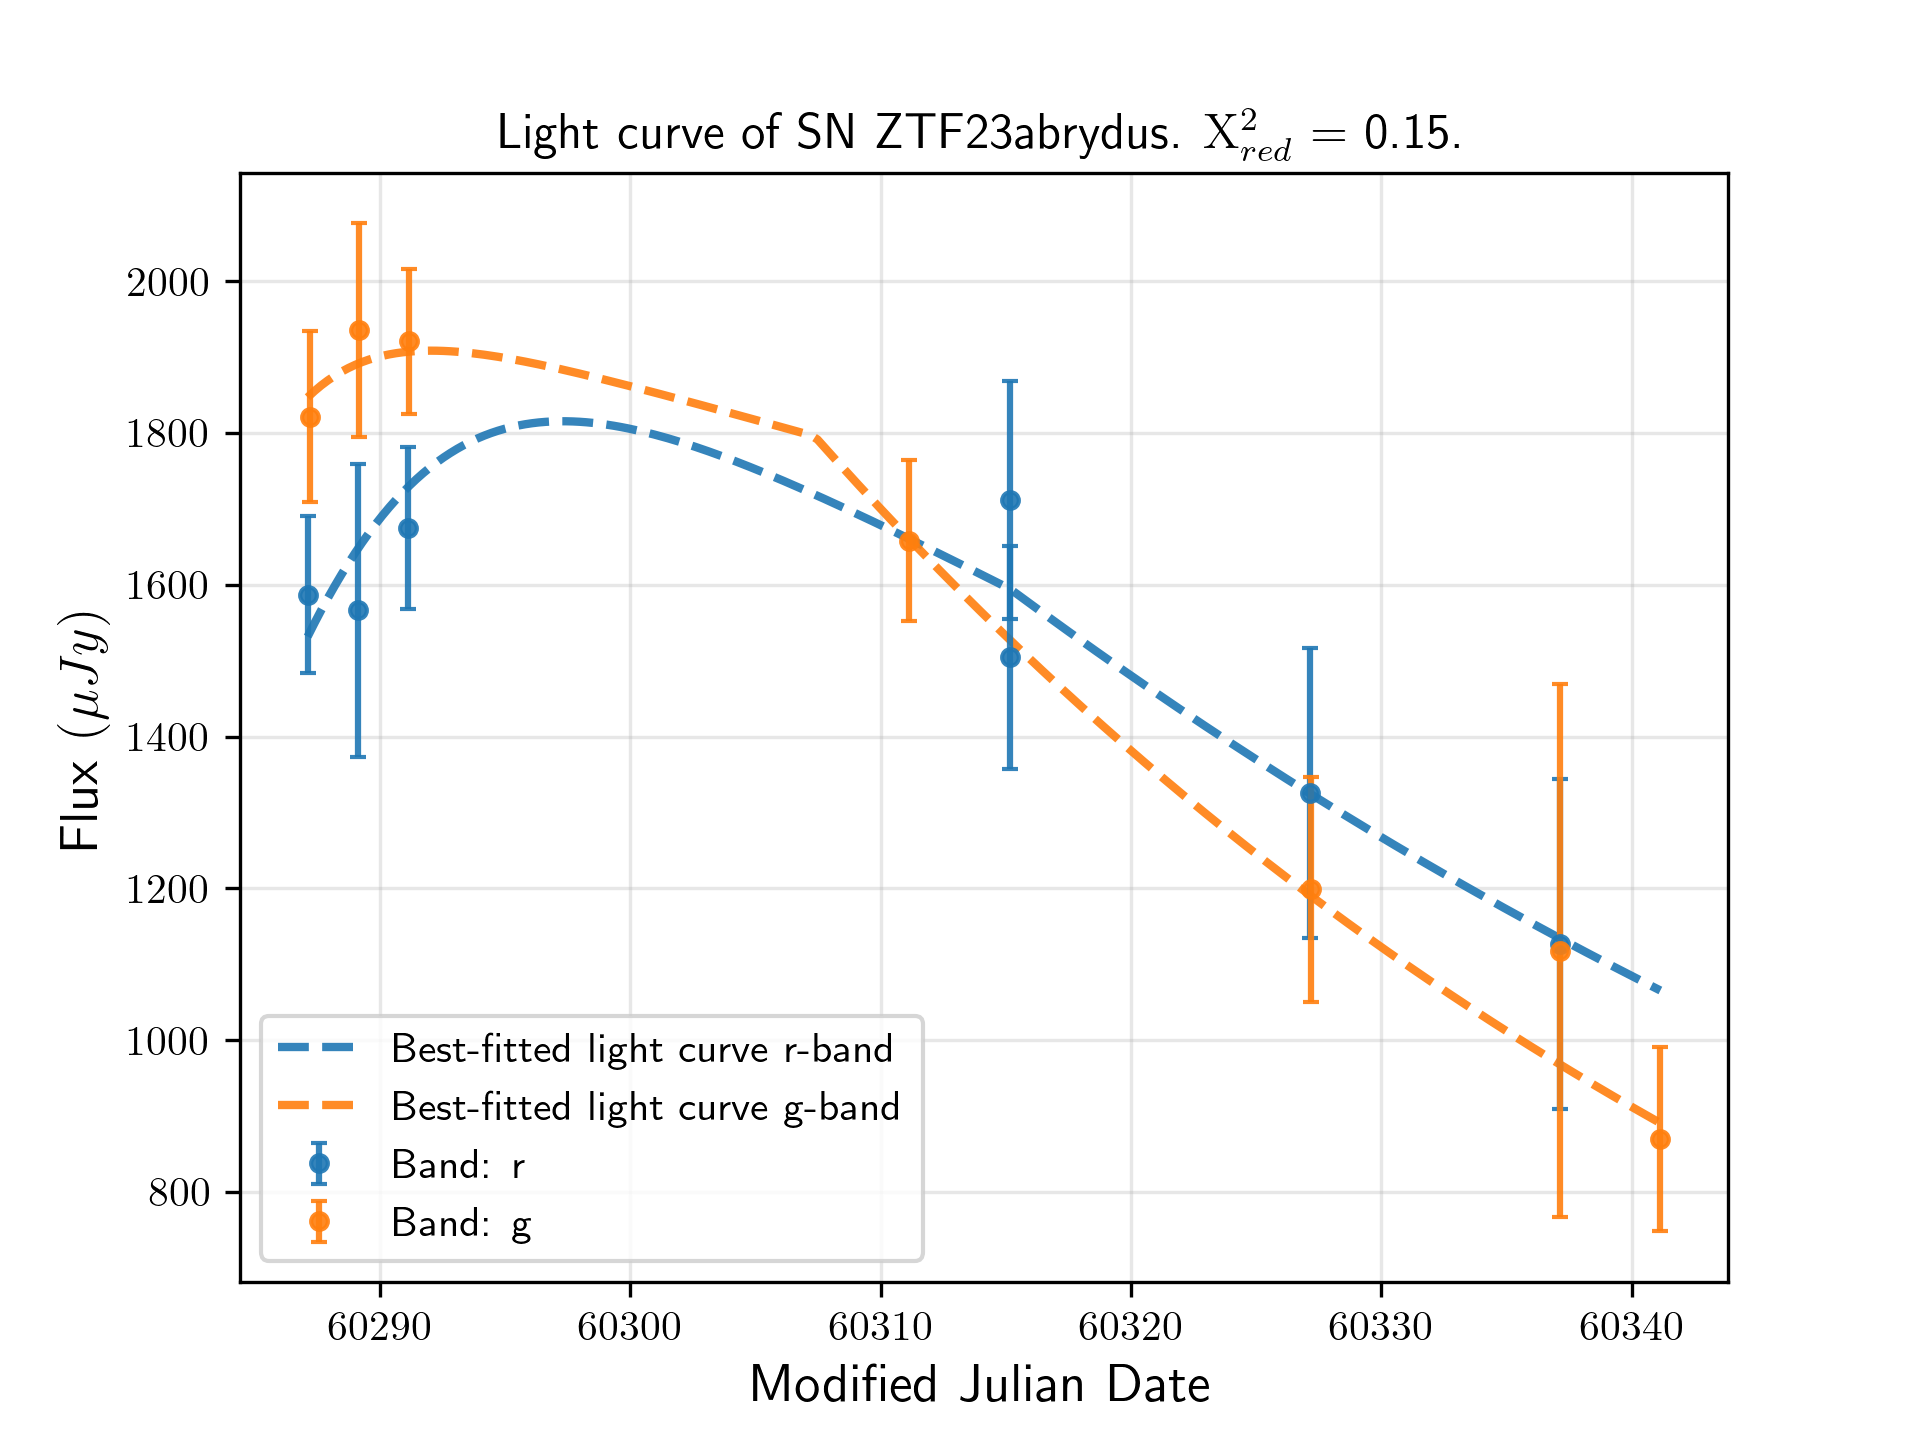 Light curve of SN ZTF23abrydus. X²_red = 0.15.
Flux (μJy)
2000
1800
1600
1400
1200
1000
800
Best-fitted light curve r-band
Best-fitted light curve g-band
Band: r
Band: g
60290 60300 60310 60320 60330 60340
Modified Julian Date